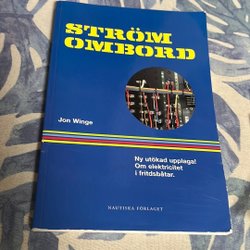 STRÖM
OMBORD
Jon Winge
Ny utökad upplaga!
Om elektricitet
i fritidsbåtar.
NAUTISKA FÖRLAGET